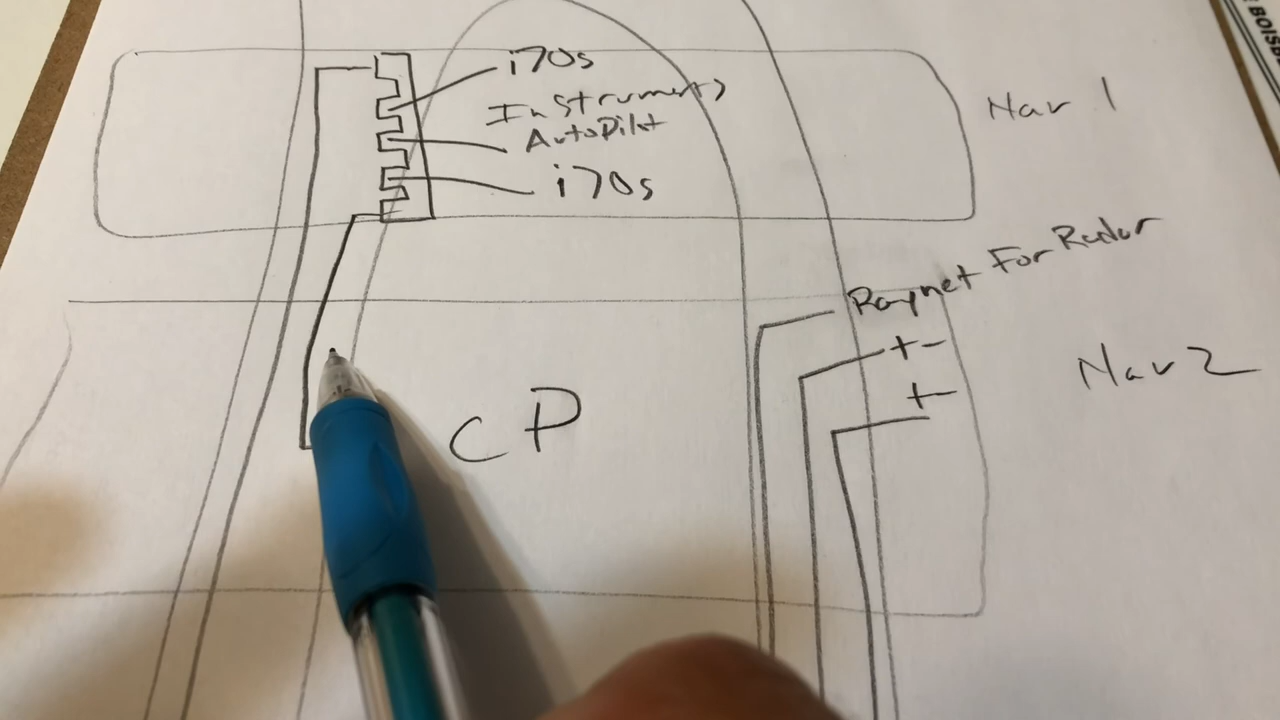 i70s
Instruments
AutoPilot
i70s
Nav 1
Raynet For Radar
+-
+-
Nav 2
CP